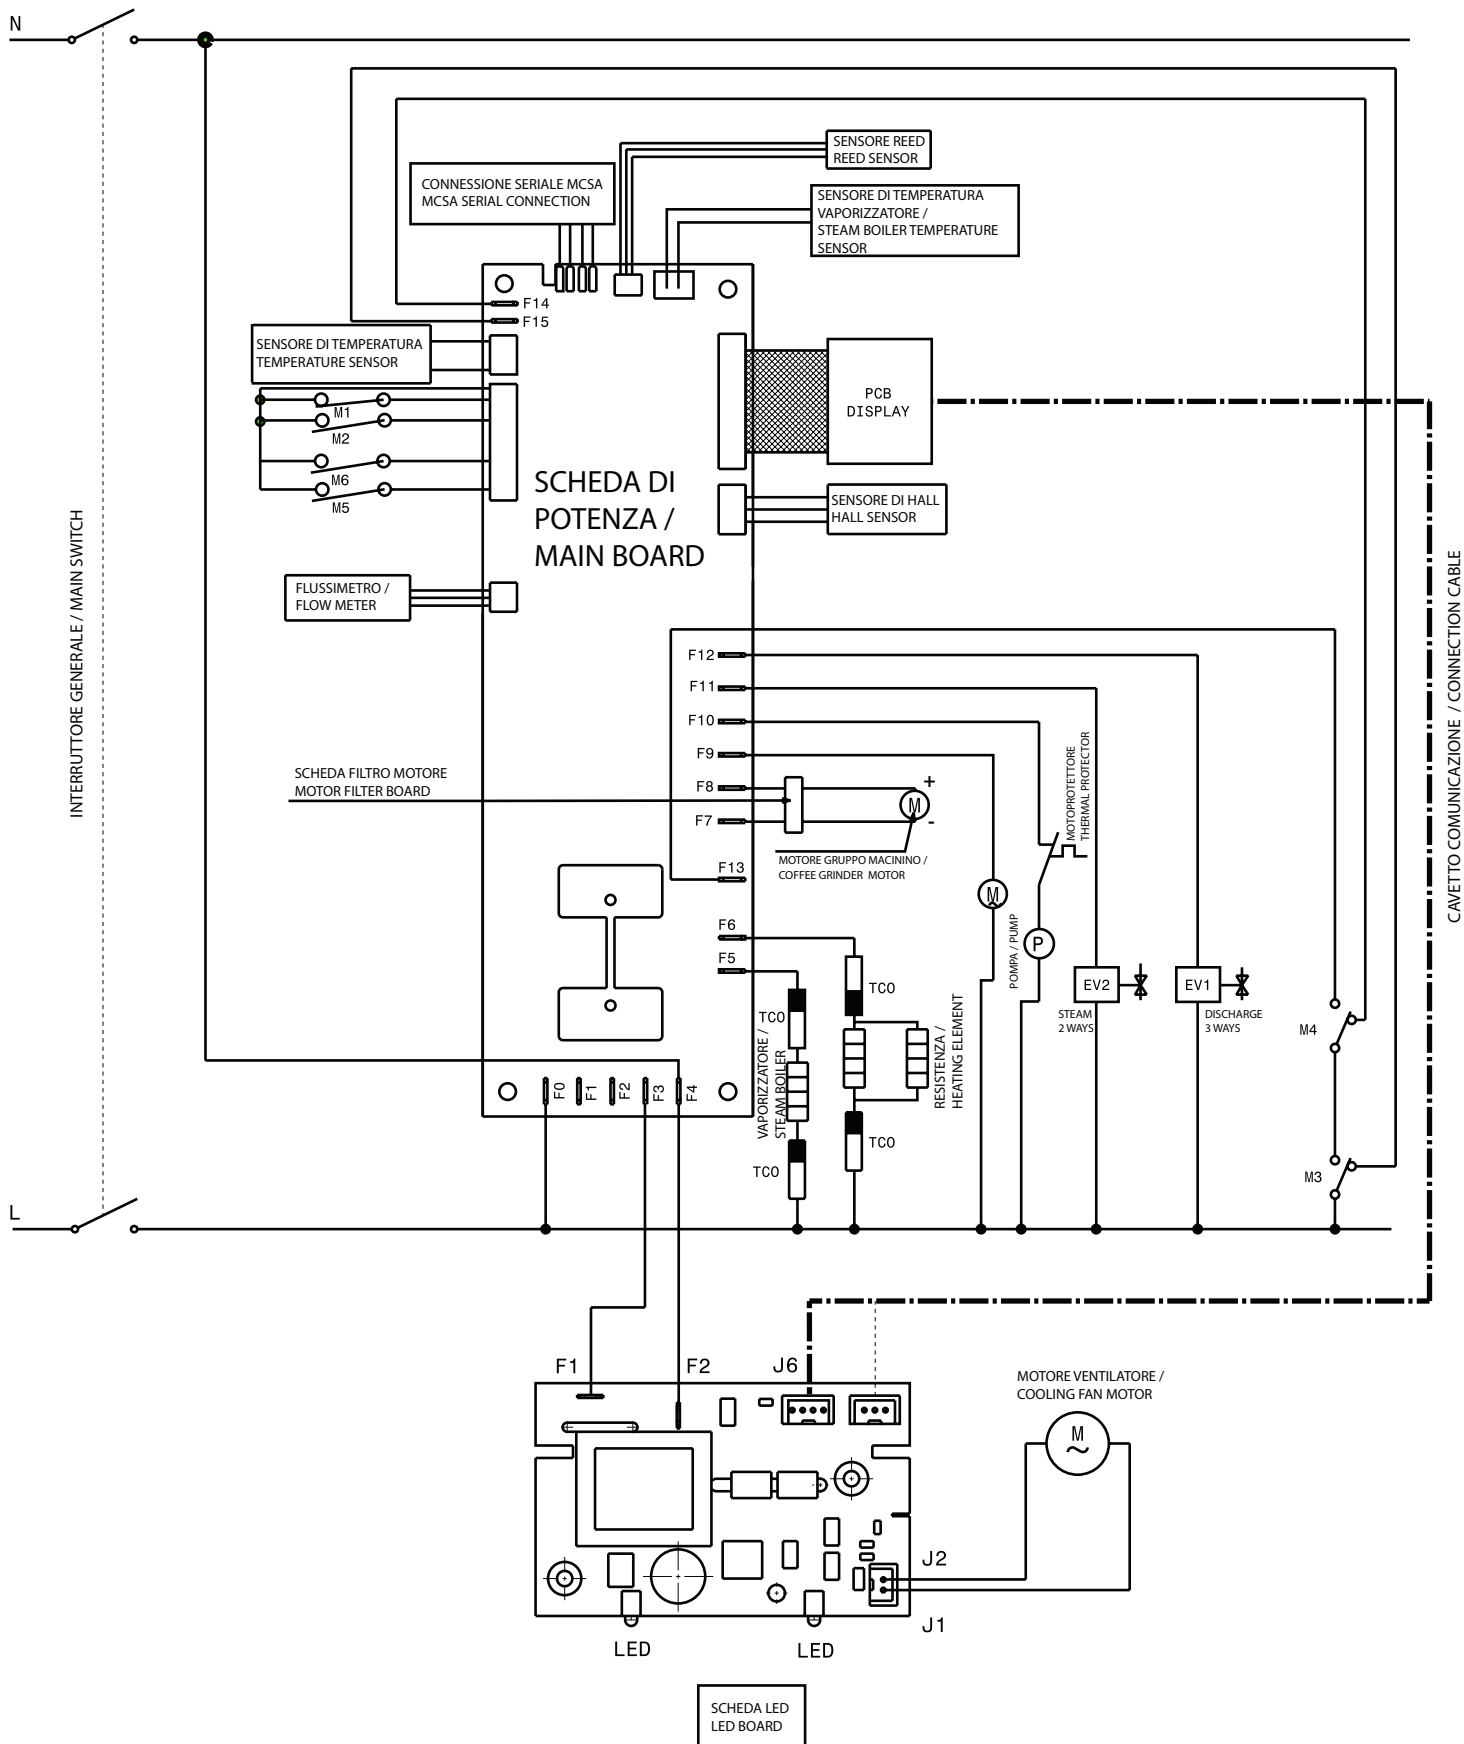 N
SENSORE REED
REED SENSOR
CONNESSIONE SERIALE MCSA
MCSA SERIAL CONNECTION
SENSORE DI TEMPERATURA
VAPORIZZATORE /
STEAM BOILER TEMPERATURE
SENSOR
F14
F15
SENSORE DI TEMPERATURA
TEMPERATURE SENSOR
M1
M2
M6
M5
PCB
DISPLAY
SCHEDA DI
POTENZA /
MAIN BOARD
SENSORE DI HALL
HALL SENSOR
INTERRUTTORE GENERALE / MAIN SWITCH
CAVETTO COMUNICAZIONE / CONNECTION CABLE
FLUSSIMETRO /
FLOW METER
F12
F11
F10
F9
F8
F7
F13
F6
F5
SCHEDA FILTRO MOTORE
MOTOR FILTER BOARD
M
+
-
MOTORE GRUPPO MACININO /
COFFEE GRINDER MOTOR
MOTOPROTETTORE
THERMAL PROTECTOR
M
P
POMPA / PUMP
EV2
STEAM
2 WAYS
EV1
DISCHARGE
3 WAYS
TCO
TCO
VAPORIZZATORE /
STEAM BOILER
RESISTENZA /
HEATING ELEMENT
TCO
TCO
M4
M3
F0
F1
F2
F3
F4
L
F1
F2
J6
MOTORE VENTILATORE /
COOLING FAN MOTOR
M
~
J2
J1
LED
LED
SCHEDA LED
LED BOARD